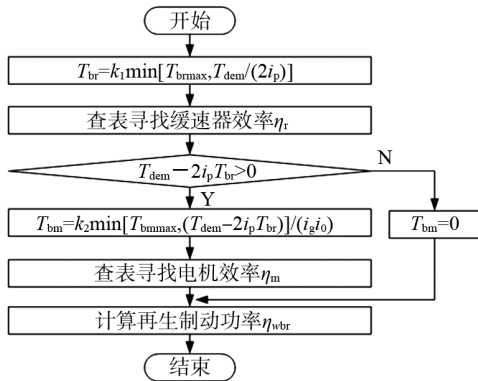 开始
T_br=k_1min[T_brmax,T_dem/(2i_p)]
查表寻找缓速器效率η_r
T_dem－2i_pT_br>0
N
Y
T_bm=k_2min[T_bmmax,(T_dem−2i_pT_br)]/(i_gi_0)
T_bm=0
查表寻找电机效率η_m
计算再生制动功率η_wbr
结束